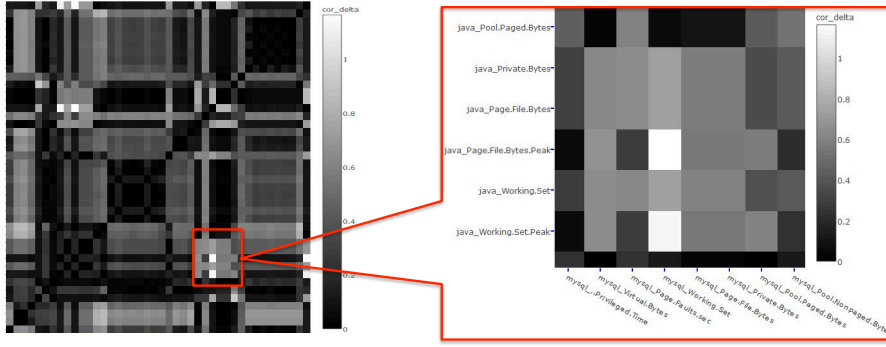 cor_delta
1
0.8
0.6
0.4
0.2
0
cor_delta
1
0.8
0.6
0.4
0.2
0
java_Pool.Paged.Bytes
java_Private.Bytes
java_Page.File.Bytes
java_Page.File.Bytes.Peak
java_Working.Set
java_Working.Set.Peak
mysql_..Privileged.Time
mysql_Virtual.Bytes
mysql_Page.Faults.sec
mysql_Working.Set
mysql_Page.File.Bytes
mysql_Private.Bytes
mysql_Pool.Paged.Bytes
mysql_Pool.Nonpaged.Byte